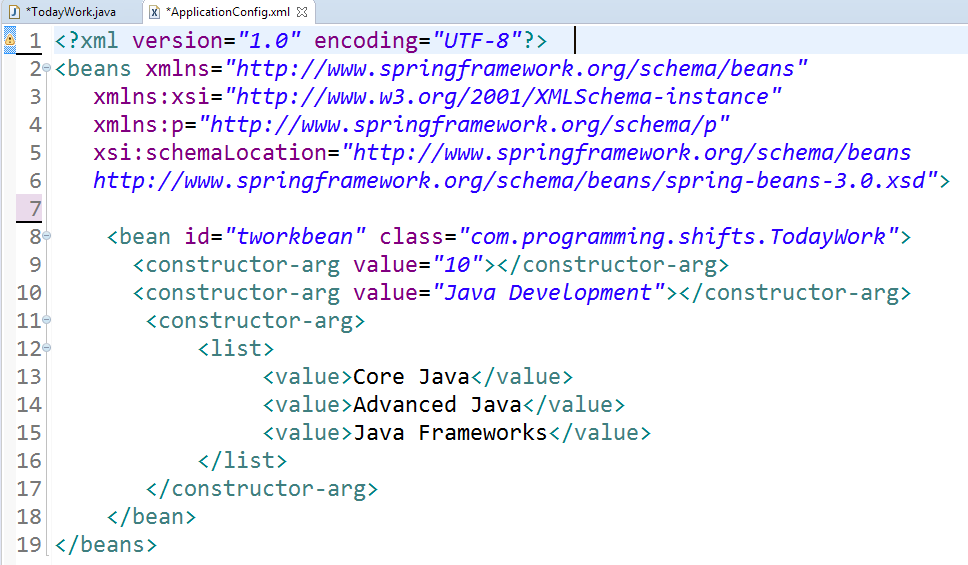 *TodayWork.java *ApplicationConfig.xml
1 <?xml version="1.0" encoding="UTF-8"?>
2 <beans xmlns="http://www.springframework.org/schema/beans"
3 xmlns:xsi="http://www.w3.org/2001/XMLSchema-instance"
4 xmlns:p="http://www.springframework.org/schema/p"
5 xsi:schemaLocation="http://www.springframework.org/schema/beans
6 http://www.springframework.org/schema/beans/spring-beans-3.0.xsd">
7
8 <bean id="tworkbean" class="com.programming.shifts.TodayWork">
9 <constructor-arg value="10"></constructor-arg>
10 <constructor-arg value="Java Development"></constructor-arg>
11 <constructor-arg>
12 <list>
13 <value>Core Java</value>
14 <value>Advanced Java</value>
15 <value>Java Frameworks</value>
16 </list>
17 </constructor-arg>
18 </bean>
19 </beans>